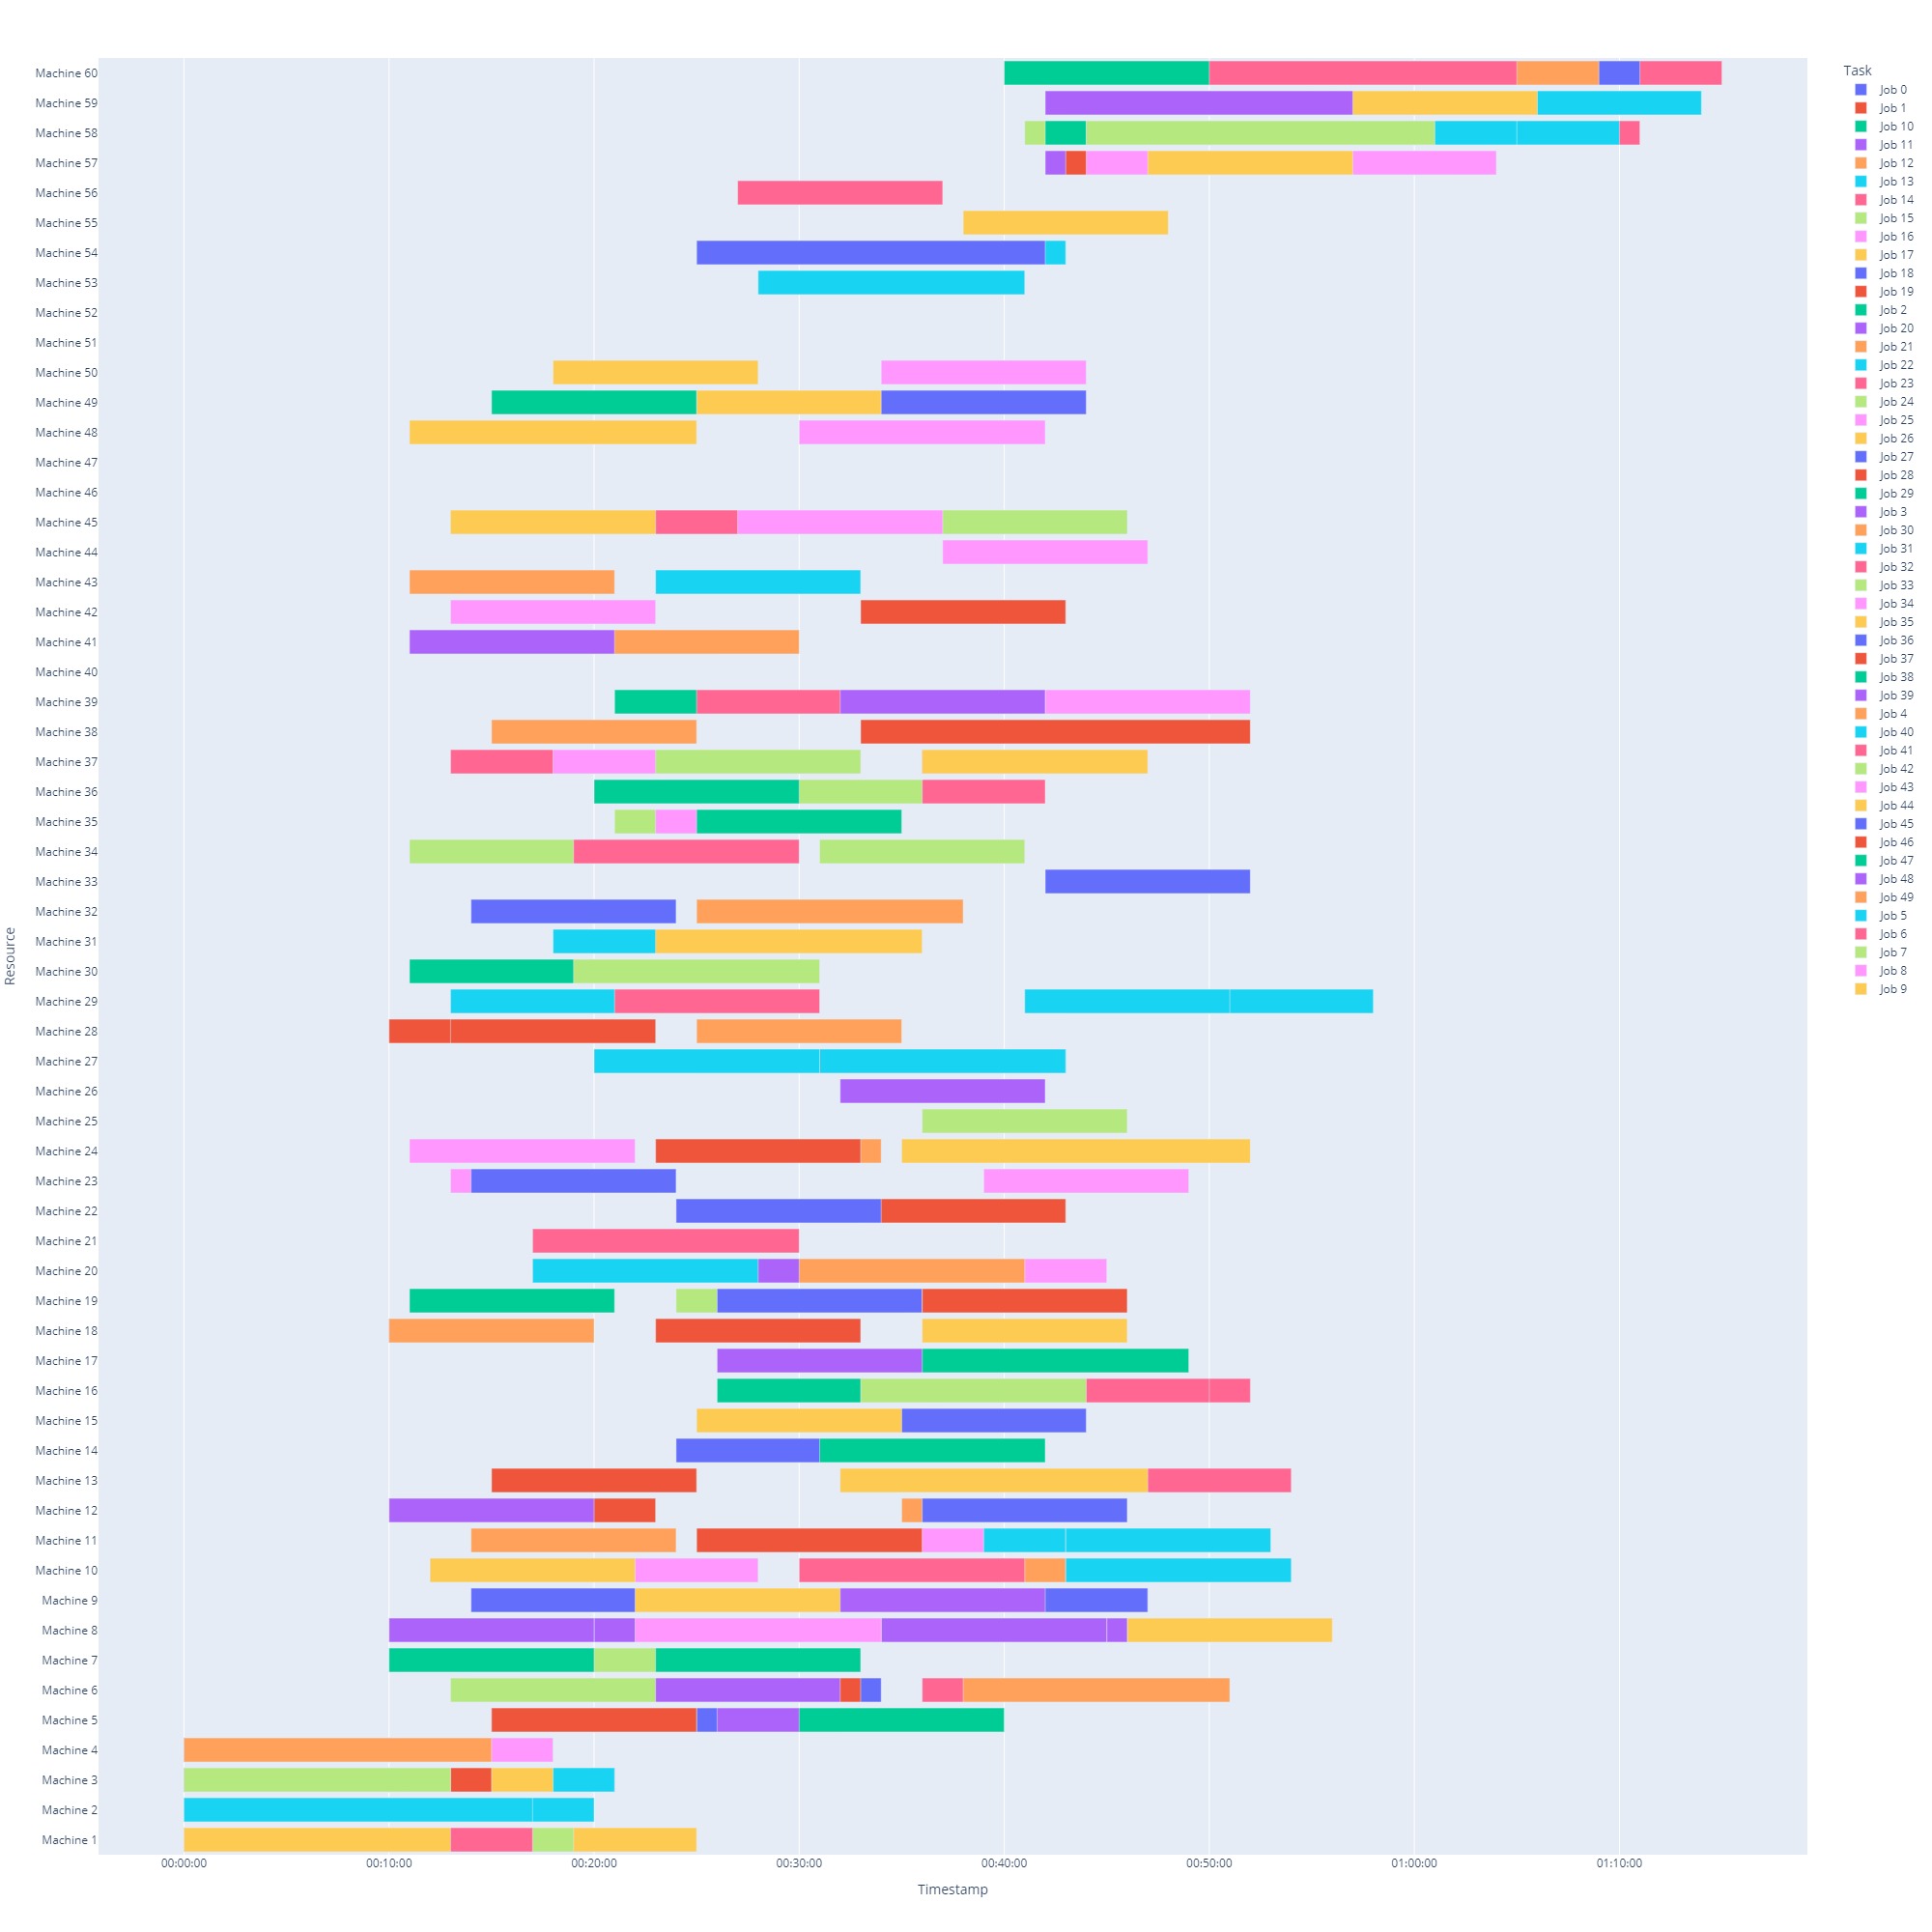 Machine 60
Machine 59
Machine 58
Machine 57
Machine 56
Machine 55
Machine 54
Machine 53
Machine 52
Machine 51
Machine 50
Machine 49
Machine 48
Machine 47
Machine 46
Machine 45
Machine 44
Machine 43
Machine 42
Machine 41
Machine 40
Machine 39
Machine 38
Machine 37
Machine 36
Machine 35
Machine 34
Machine 33
Machine 32
Machine 31
Machine 30
Machine 29
Machine 28
Machine 27
Machine 26
Machine 25
Machine 24
Machine 23
Machine 22
Machine 21
Machine 20
Machine 19
Machine 18
Machine 17
Machine 16
Machine 15
Machine 14
Machine 13
Machine 12
Machine 11
Machine 10
Machine 9
Machine 8
Machine 7
Machine 6
Machine 5
Machine 4
Machine 3
Machine 2
Machine 1
Resource
00:00:00 00:10:00 00:20:00 00:30:00 00:40:00 00:50:00 01:00:00 01:10:00
Timestamp
Task
Job 0
Job 1
Job 10
Job 11
Job 12
Job 13
Job 14
Job 15
Job 16
Job 17
Job 18
Job 19
Job 2
Job 20
Job 21
Job 22
Job 23
Job 24
Job 25
Job 26
Job 27
Job 28
Job 29
Job 3
Job 30
Job 31
Job 32
Job 33
Job 34
Job 35
Job 36
Job 37
Job 38
Job 39
Job 4
Job 40
Job 41
Job 42
Job 43
Job 44
Job 45
Job 46
Job 47
Job 48
Job 49
Job 5
Job 6
Job 7
Job 8
Job 9